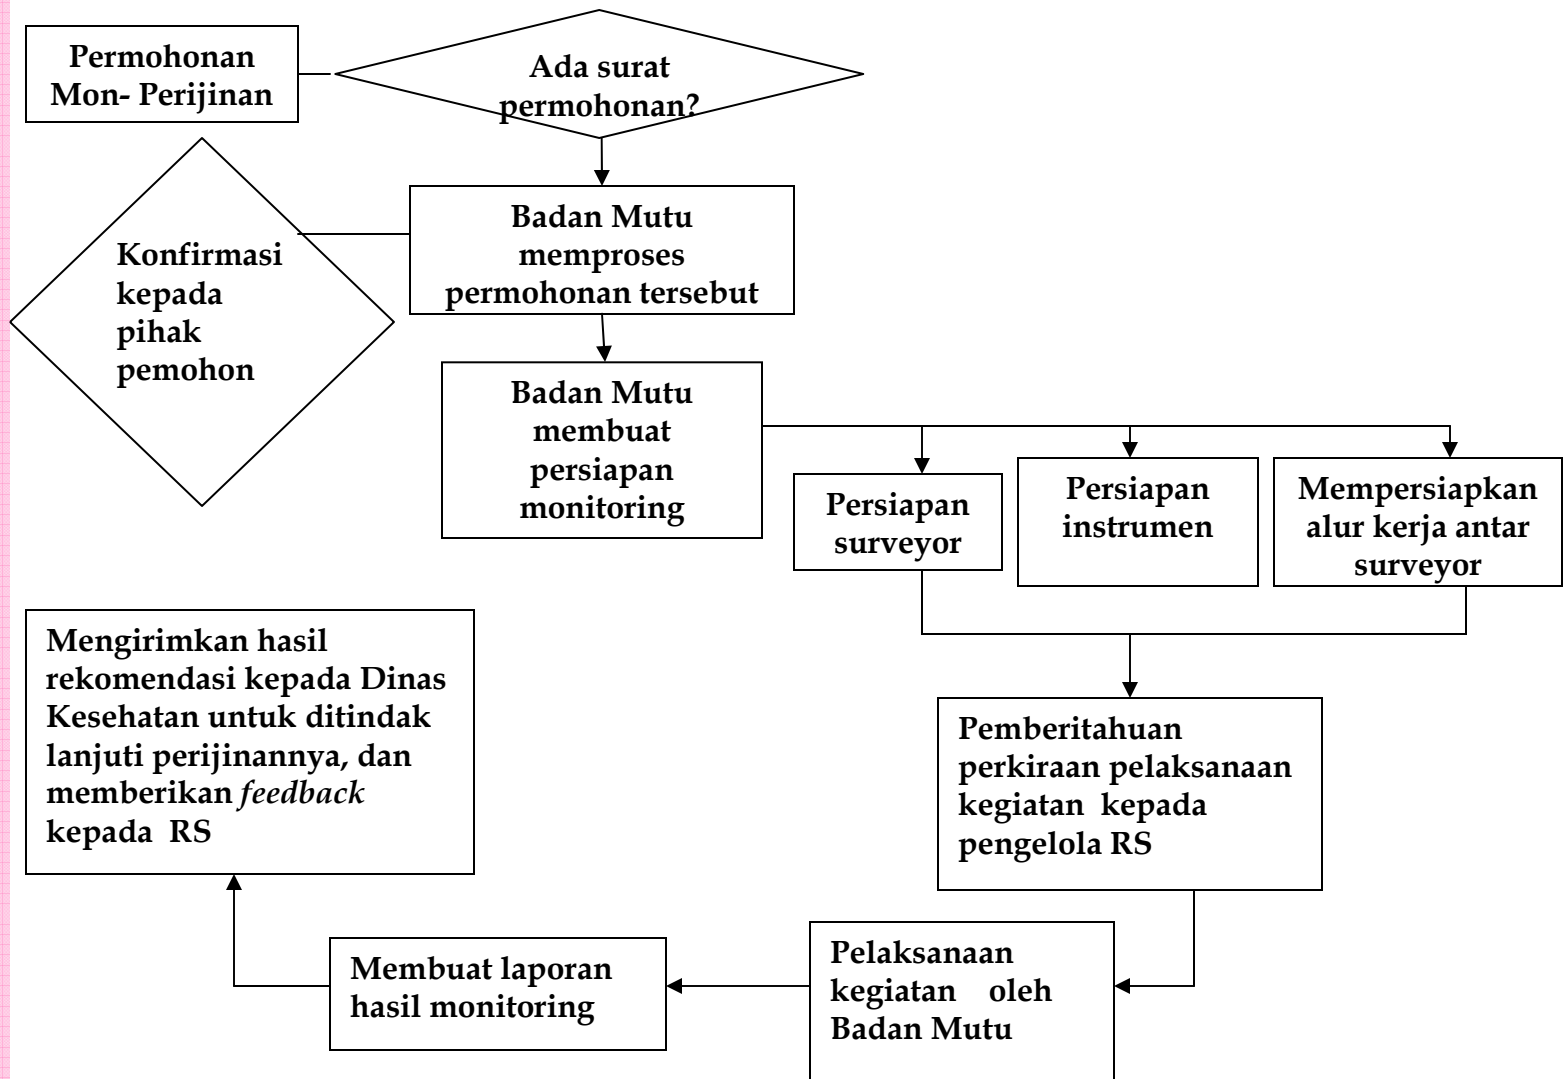 Permohonan
Mon- Perijinan
Ada surat
permohonan?
Konfirmasi
kepada
pihak
pemohon
Badan Mutu
memproses
permohonan tersebut
Badan Mutu
membuat
persiapan
monitoring
Persiapan
surveyor
Persiapan
instrumen
Mempersiapkan
alur kerja antar
surveyor
Pemberitahuan
perkiraan pelaksanaan
kegiatan kepada
pengelola RS
Pelaksanaan
kegiatan oleh
Badan Mutu
Membuat laporan
hasil monitoring
Mengirimkan hasil
rekomendasi kepada Dinas
Kesehatan untuk ditindak
lanjuti perijinannya, dan
memberikan feedback
kepada RS